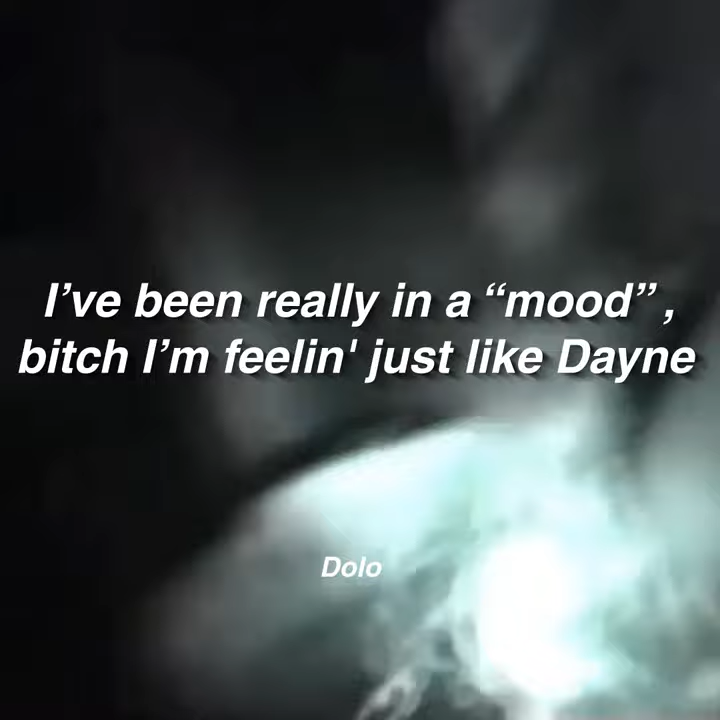 I’ve been really in a “mood” ,
bitch I’m feelin' just like Dayne
Dolo